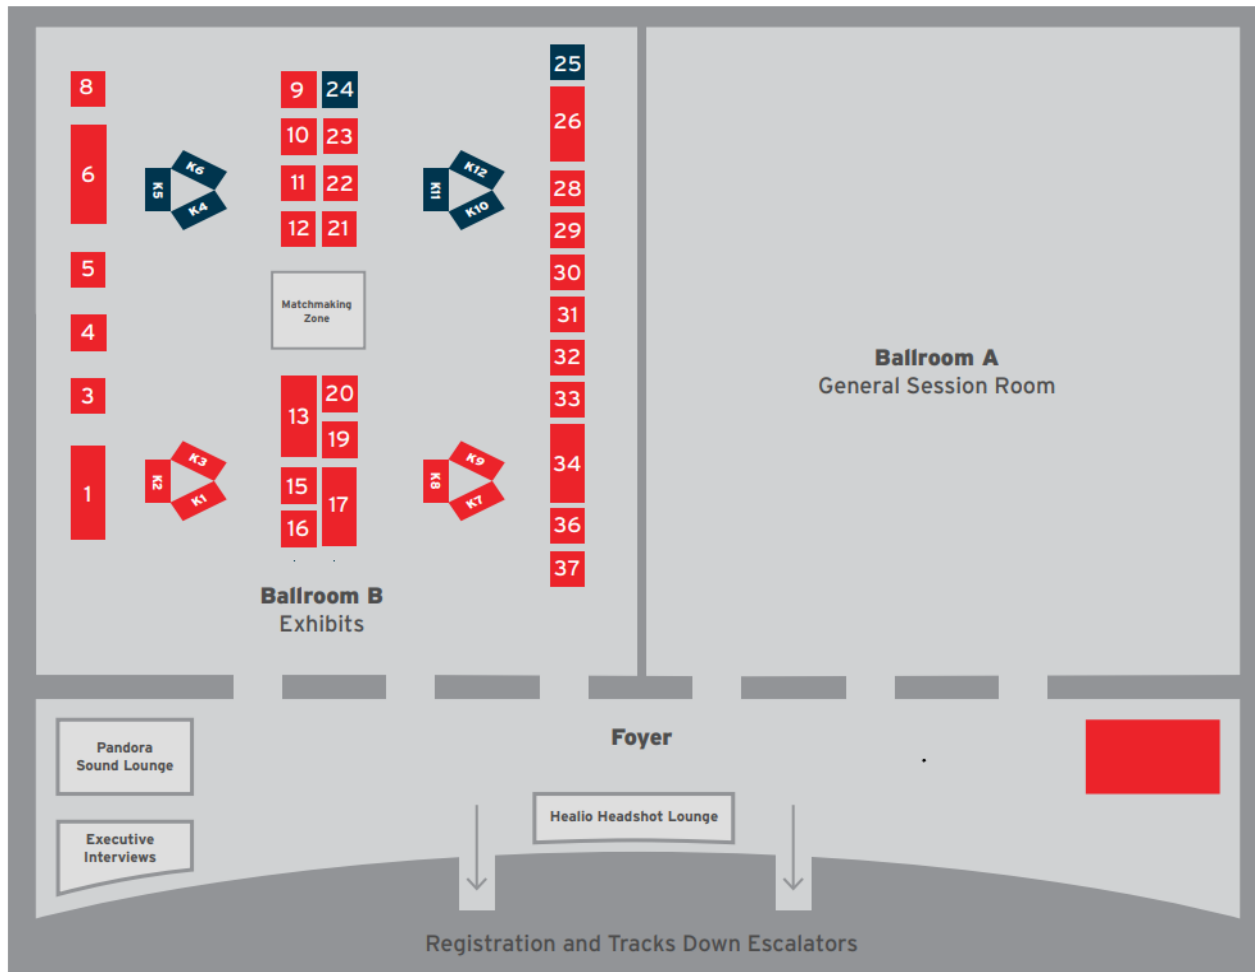 8
6
5
4
3
1
K6
K5
K4
K3
K2
K1
9
24
10
23
11
22
12
21
Matchmaking
Zone
13
20
19
15
17
16
K12
K11
K10
K9
K8
K7
25
26
28
29
30
31
32
33
34
36
37
Ballroom B
Exhibits
Ballroom A
General Session Room
Pandora
Sound Lounge
Executive
Interviews
Foyer
Healio Headshot Lounge
Registration and Tracks Down Escalators